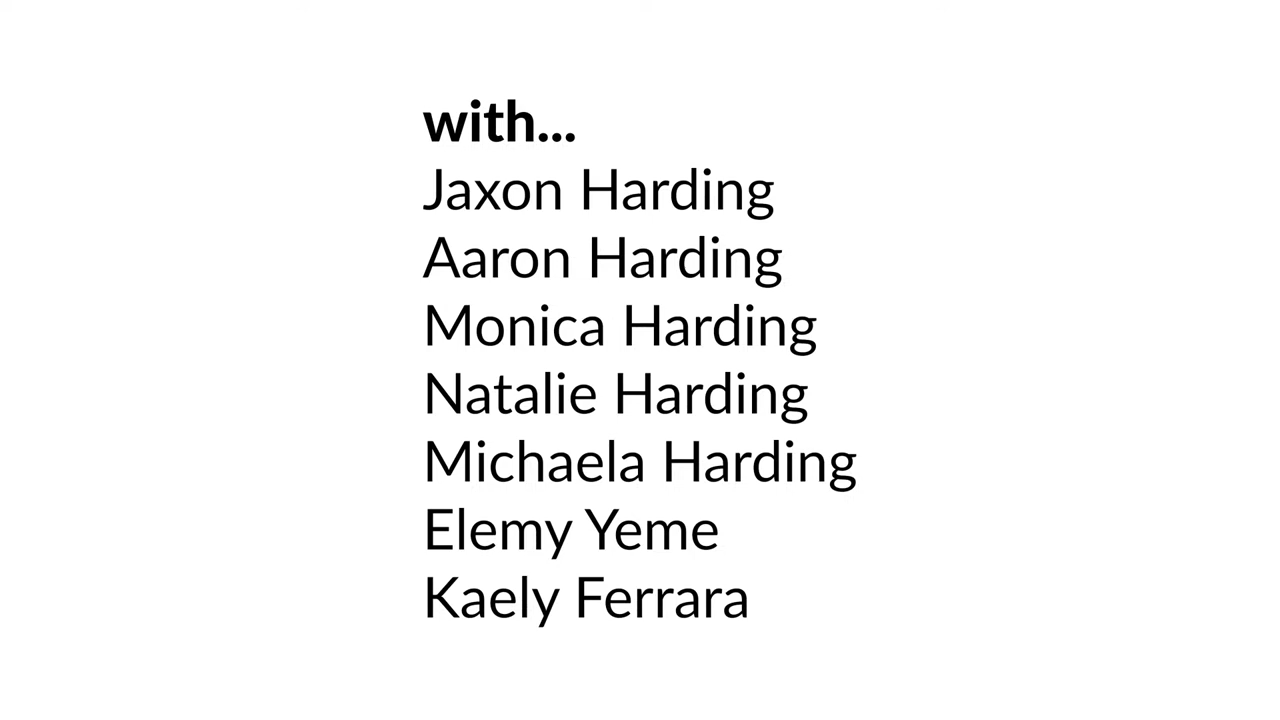 with...
Jaxon Harding
Aaron Harding
Monica Harding
Natalie Harding
Michaela Harding
Elemy Yeme
Kaely Ferrara